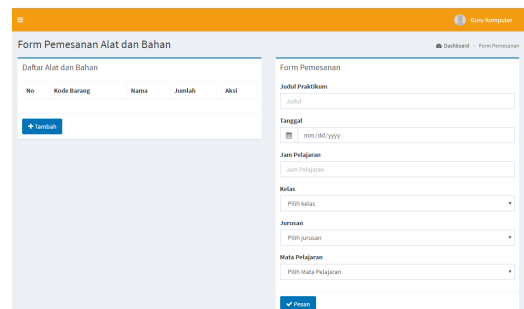 Guru Komputer
Form Pemesanan Alat dan Bahan
Dashboard > Form Pemesanan
Daftar Alat dan Bahan
No Kode Barang Nama Jumlah Aksi
+ Tambah
Form Pemesanan
Judul Praktikum
Judul
Tanggal
mm/dd/yyyy
Jam Pelajaran
Jam Pelajaran
Kelas
Pilih kelas
Jurusan
Pilih jurusan
Mata Pelajaran
Pilih Mata Pelajaran
✔ Pesan